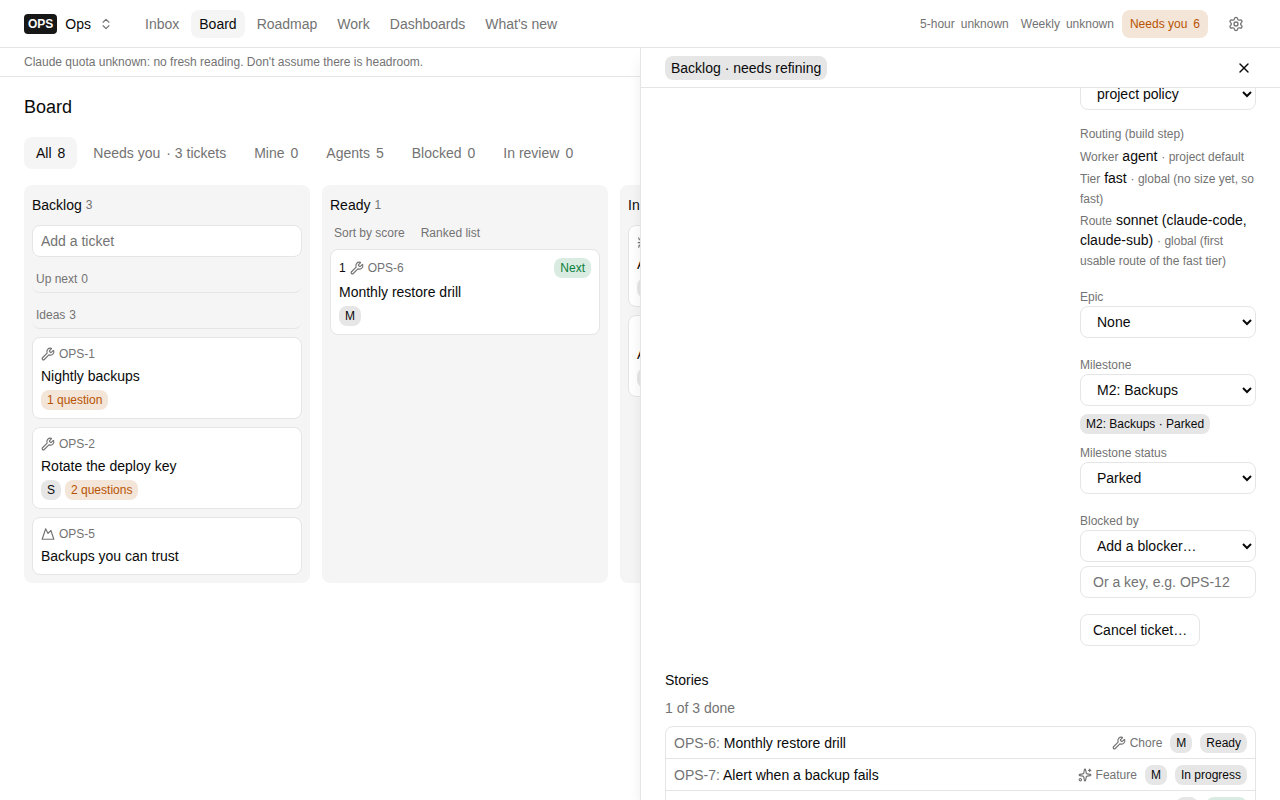 OPS Ops Inbox Board Roadmap Work Dashboards What's new 5-hour unknown Weekly unknown Needs you 6
Claude quota unknown: no fresh reading. Don't assume there is headroom.
Board
All 8 Needs you · 3 tickets Mine 0 Agents 5 Blocked 0 In review 0
Backlog 3
Add a ticket
Up next 0
Ideas 3
OPS-1
Nightly backups
1 question
OPS-2
Rotate the deploy key
S 2 questions
OPS-5
Backups you can trust
Ready 1
Sort by score Ranked list
1 OPS-6 Next
Monthly restore drill
M
In
Backlog · needs refining
project policy
Routing (build step)
Worker agent · project default
Tier fast · global (no size yet, so
fast)
Route sonnet (claude-code,
claude-sub) · global (first
usable route of the fast tier)
Epic
None
Milestone
M2: Backups
M2: Backups · Parked
Milestone status
Parked
Blocked by
Add a blocker…
Or a key, e.g. OPS-12
Cancel ticket…
Stories
1 of 3 done
OPS-6: Monthly restore drill Chore M Ready
OPS-7: Alert when a backup fails Feature M In progress